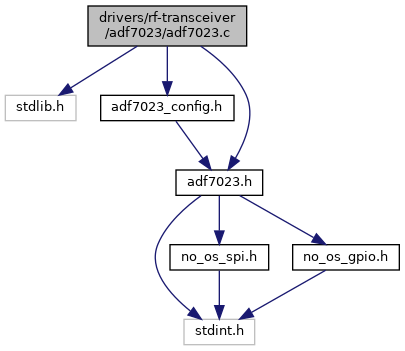 drivers/rf-transceiver
/adf7023/adf7023.c
stdlib.h
adf7023_config.h
adf7023.h
no_os_spi.h
no_os_gpio.h
stdint.h